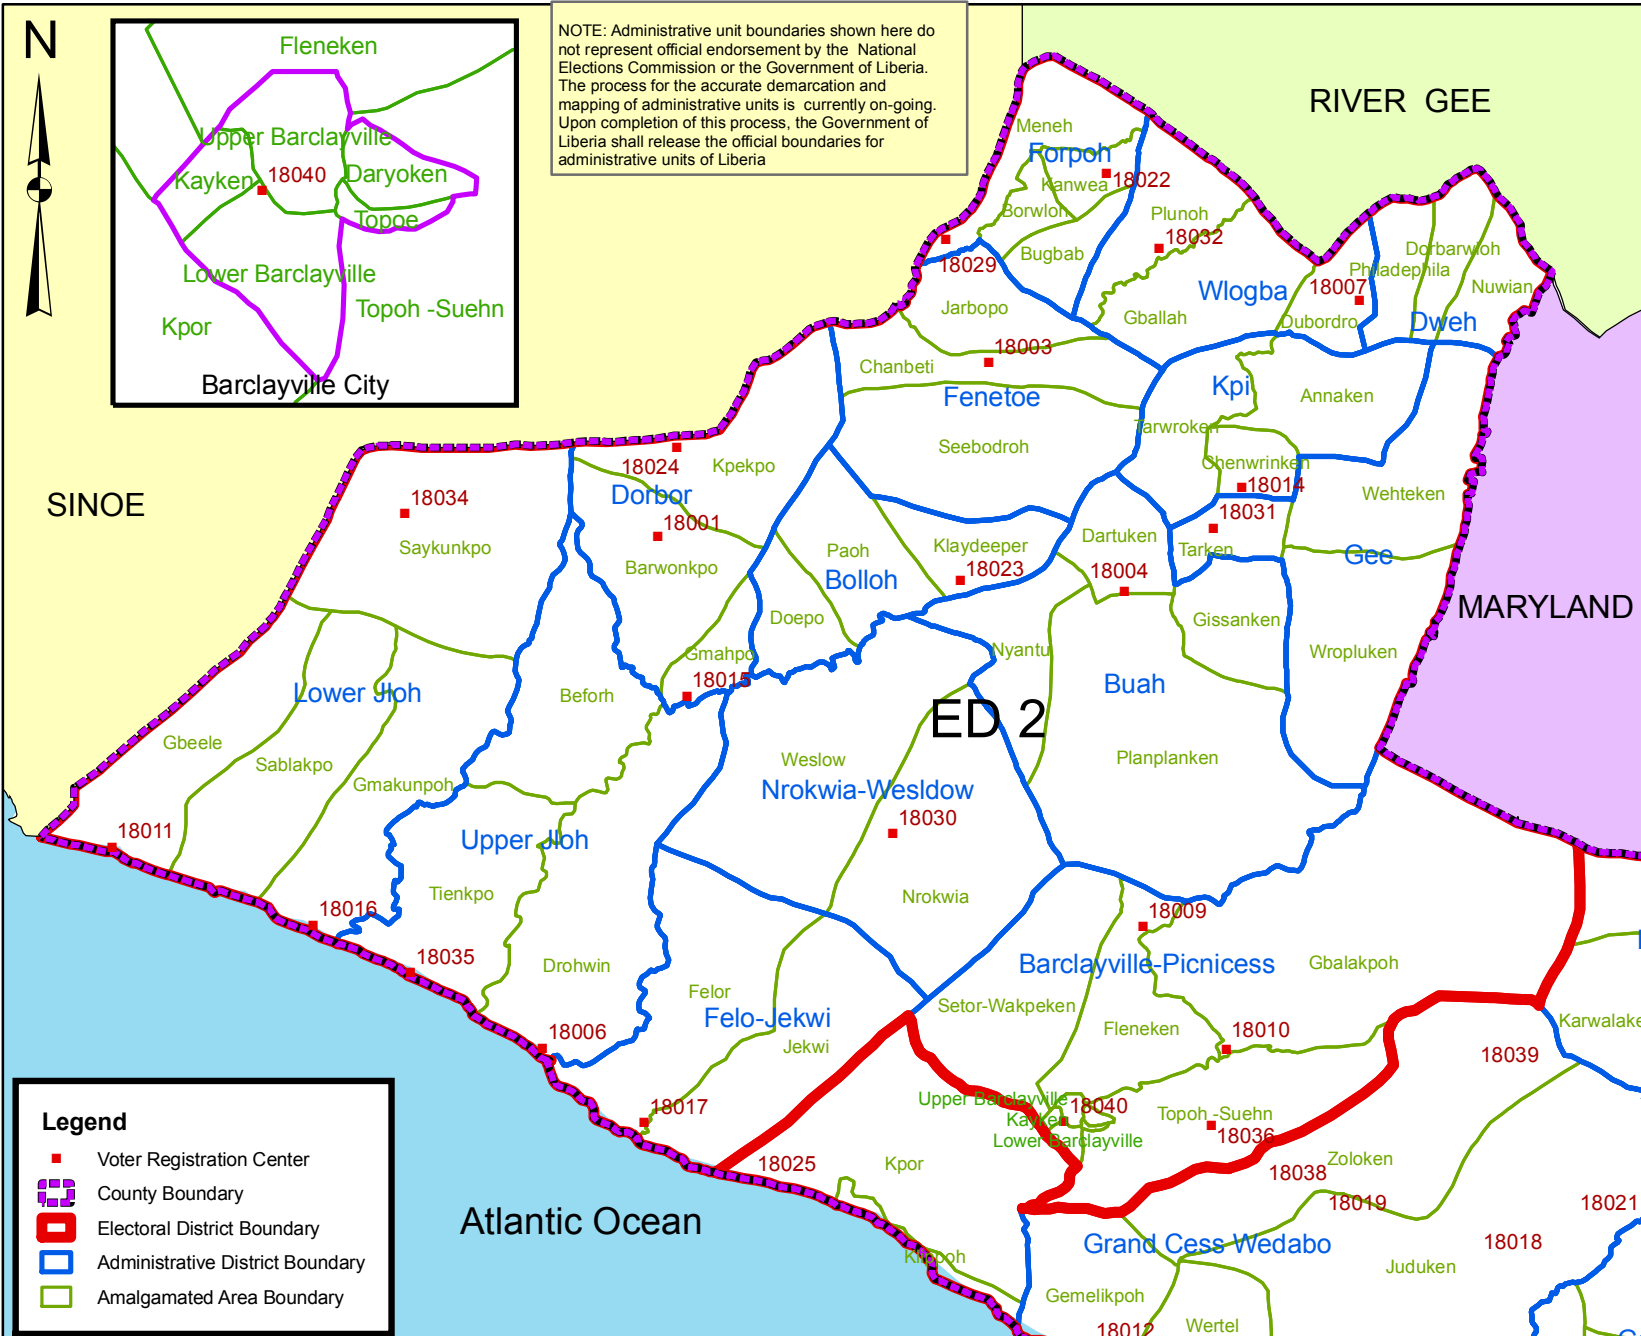 N
Fleneken
Upper Barclayville
Kayken
18040
Daryoken
Topoe
Lower Barclayville
Topoh -Suehn
Kpor
Barclayville City
NOTE: Administrative unit boundaries shown here do
not represent official endorsement by the National
Elections Commission or the Government of Liberia.
The process for the accurate demarcation and
mapping of administrative units is currently on-going.
Upon completion of this process, the Government of
Liberia shall release the official boundaries for
administrative units of Liberia
RIVER GEE
Meneh
Forpoh
Kanwea
18022
Borwloh
Plunoh
18032
Bugbab
18029
Dorbarwioh
Philadephila
Nuwian
18007
Wlogba
Jarbopo
Gballah
Dubordro
Dweh
18003
Chanbeti
Kpi
Fenetoe
Annaken
Tarwroken
Seebodroh
Chenwrinken
18014
Wehteken
18024
Kpekpo
Dorbor
SINOE
18034
18001
18031
Saykunkpo
Barwonkpo
Paoh
Bolloh
Klaydeeper
18023
Dartuken
Tarken
18004
Gee
MARYLAND
Doepo
Gissanken
Gmahpo
18015
Nyantu
Wropluken
Lower Jloh
Beforh
Buah
ED 2
Gbeele
Sablakpo
Gmakunpoh
Weslow
Planplanken
Nrokwia-Wesldow
18030
18011
Upper Jloh
Tienkpo
Nrokwia
18016
18009
18035
Drohwin
Barclayville-Picnicess
Gbalakpoh
Felor
Setor-Wakpeken
Felo-Jekwi
Jekwi
Fleneken
18010
Karwalake
18006
18039
18017
Upper Barclayville
18040
Kayken
Lower Barclayville
Topoh -Suehn
18036
18025
Kpor
18038
Zoloken
18019
18021
Atlantic Ocean
Grand Cess Wedabo
18018
Juduken
Klippoh
Gemelikpoh
18012
Wertel
Legend
Voter Registration Center
County Boundary
Electoral District Boundary
Administrative District Boundary
Amalgamated Area Boundary